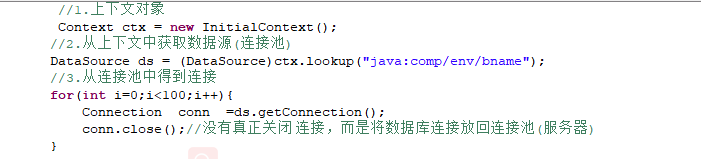 //1.上下文对象
Context ctx = new InitialContext();
//2.从上下文中获取数据源(连接池)
DataSource ds = (DataSource)ctx.lookup("java:comp/env/bname");
//3.从连接池中得到连接
for(int i=0;i<100;i++){
Connection conn =ds.getConnection();
conn.close();//没有真正关闭连接，而是将数据库连接放回连接池(服务器)
}